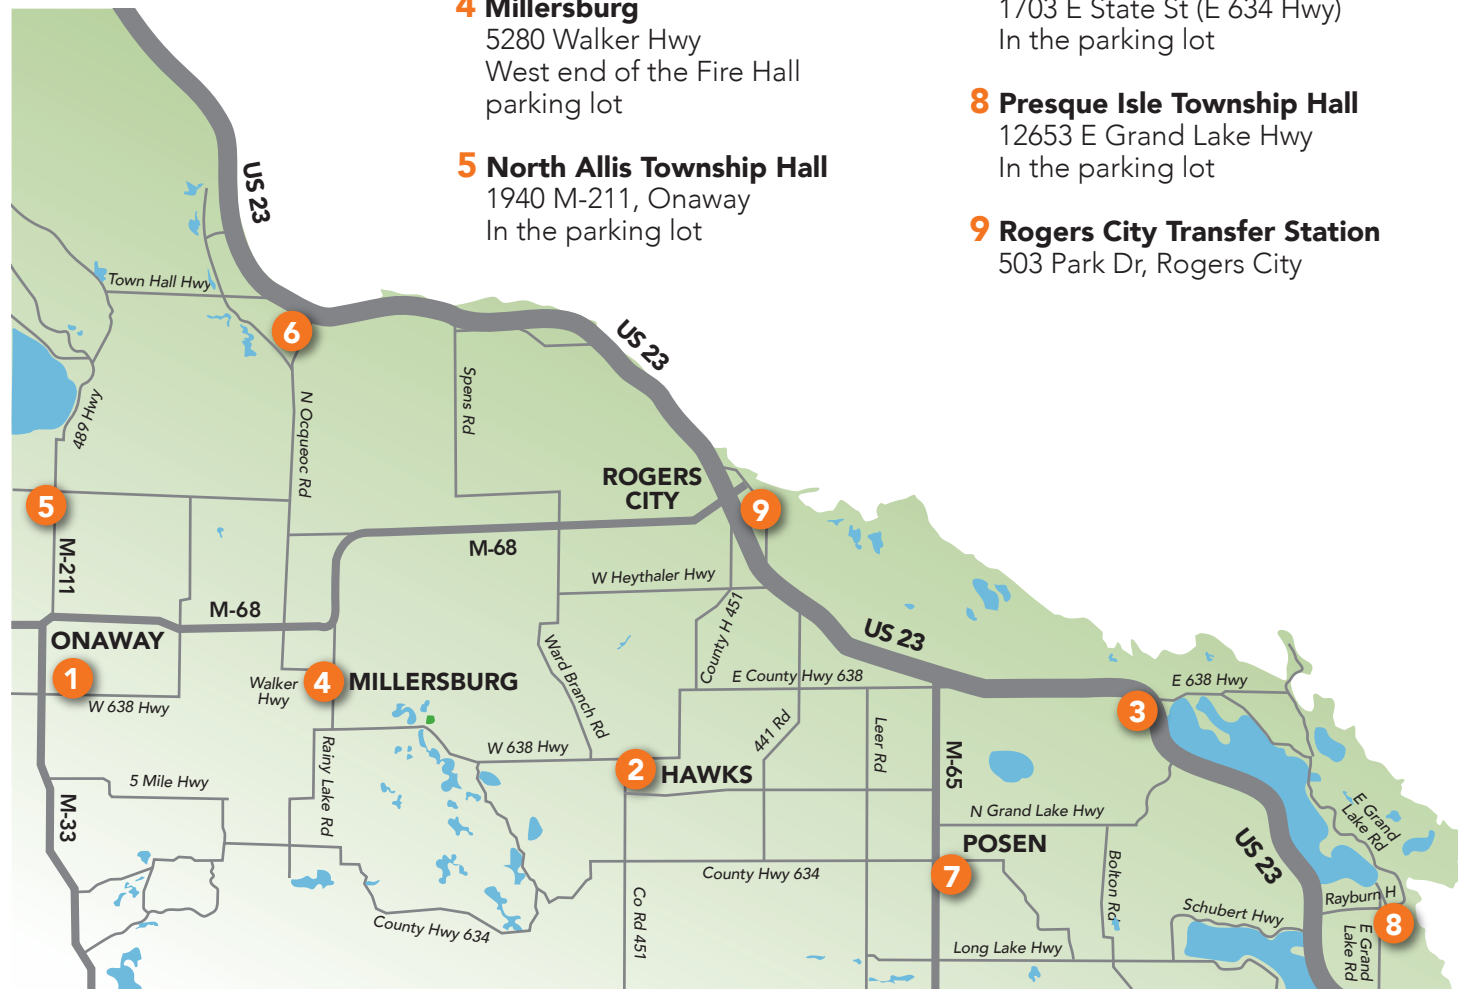 4 Millersburg
5280 Walker Hwy
West end of the Fire Hall
parking lot
5 North Allis Township Hall
1940 M-211, Onaway
In the parking lot
1703 E State St (E 634 Hwy)
In the parking lot
8 Presque Isle Township Hall
12653 E Grand Lake Hwy
In the parking lot
9 Rogers City Transfer Station
503 Park Dr, Rogers City
US 23
Town Hall Hwy
6
US 23
489 Hwy
N Ocqueoc Rd
Spens Rd
ROGERS
CITY
5
9
M-211
M-68
M-68
W Heythaler Hwy
County H 451
US 23
ONAWAY
1
W 638 Hwy
Walker
Hwy
4 MILLERSBURG
Ward Branch Rd
E County Hwy 638
E 638 Hwy
3
441 Rd
Leer Rd
M-65
W 638 Hwy
2 HAWKS
Rainy Lake Rd
5 Mile Hwy
M-33
N Grand Lake Hwy
E Grand
Lake Rd
POSEN
7
County Hwy 634
Bolton Rd
US 23
Rayburn H
8
Schubert Hwy
County Hwy 634
Co Rd 451
Long Lake Hwy
E Grand
Lake Rd